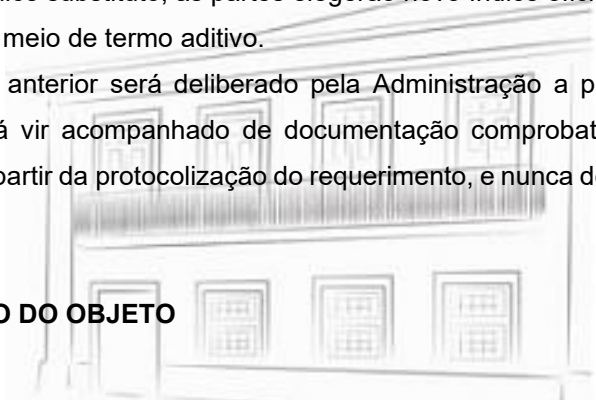 substituto, as partes elegerão novo índice
meio de termo aditivo.
anterior será deliberado pela Administração a p
á vir acompanhado de documentação comprobat
partir da protocolização do requerimento, e nunca d
O DO OBJETO